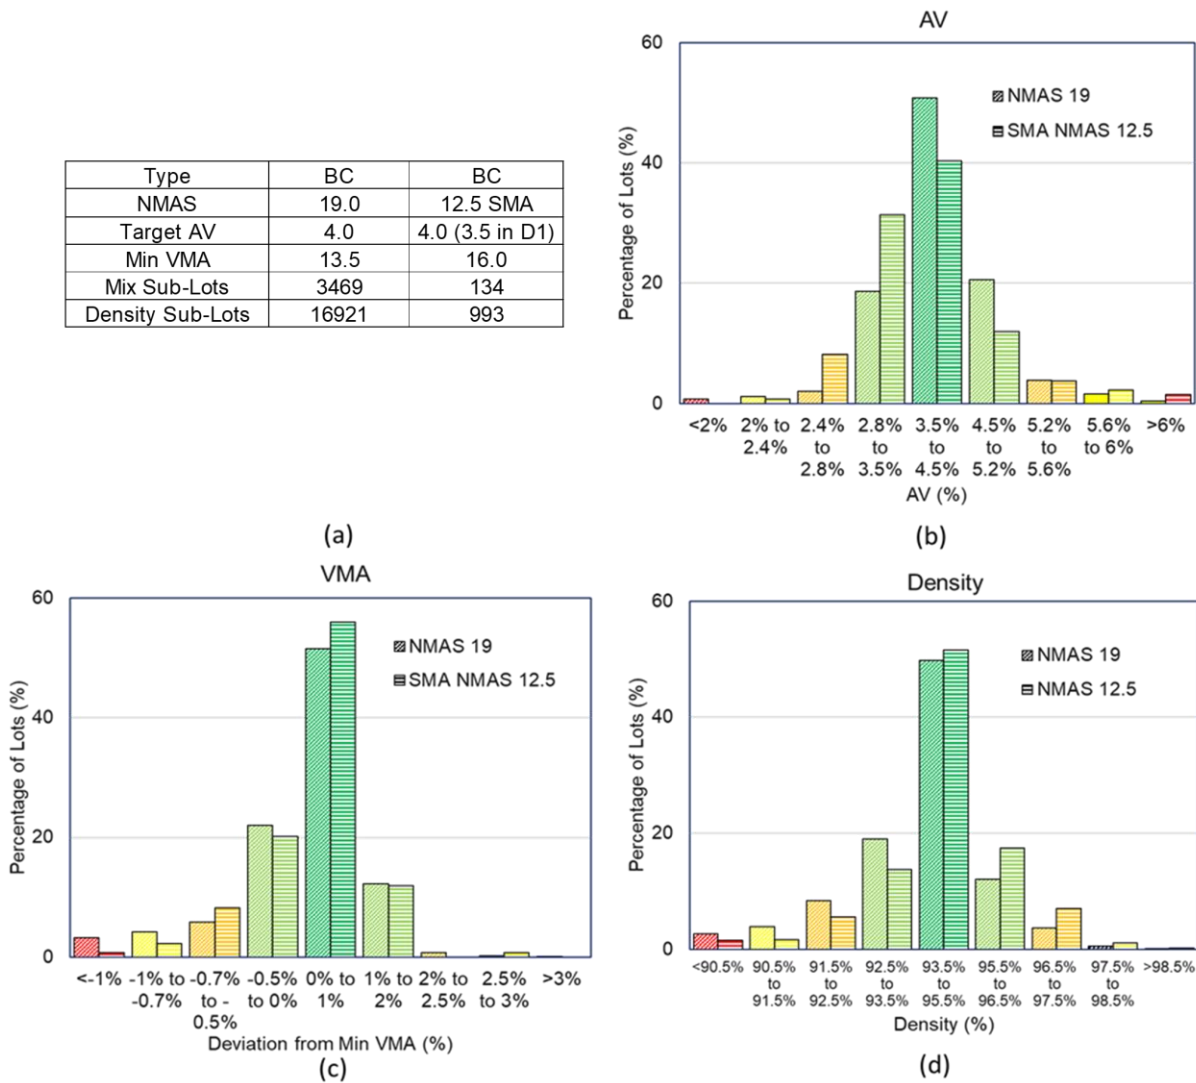 Type BC BC
NMAS 19.0 12.5 SMA
Target AV 4.0 4.0 (3.5 in D1)
Min VMA 13.5 16.0
Mix Sub-Lots 3469 134
Density Sub-Lots 16921 993
(a)
AV
Percentage of Lots (%)
60
40
20
0
NMAS 19
SMA NMAS 12.5
<2% 2% to 2.4% 2.8% 3.5% 4.5% 5.2% 5.6% >6%
2.4% to to to to to to 6%
2.8% 3.5% 4.5% 5.2% 5.6%
AV (%)
(b)
VMA
Percentage of Lots (%)
60
40
20
0
NMAS 19
SMA NMAS 12.5
<-1% -1% to -0.7% -0.5% 0% to 1% to 2% to 2.5% >3%
-0.7% to - to 0% 1% 2% 2.5% to 3%
0.5%
Deviation from Min VMA (%)
(c)
Density
Percentage of Lots (%)
60
40
20
0
NMAS 19
NMAS 12.5
<90.5% 90.5% 91.5% 92.5% 93.5% 95.5% 96.5% 97.5% >98.5%
to to to to to to to
91.5% 92.5% 93.5% 95.5% 96.5% 97.5% 98.5%
Density (%)
(d)